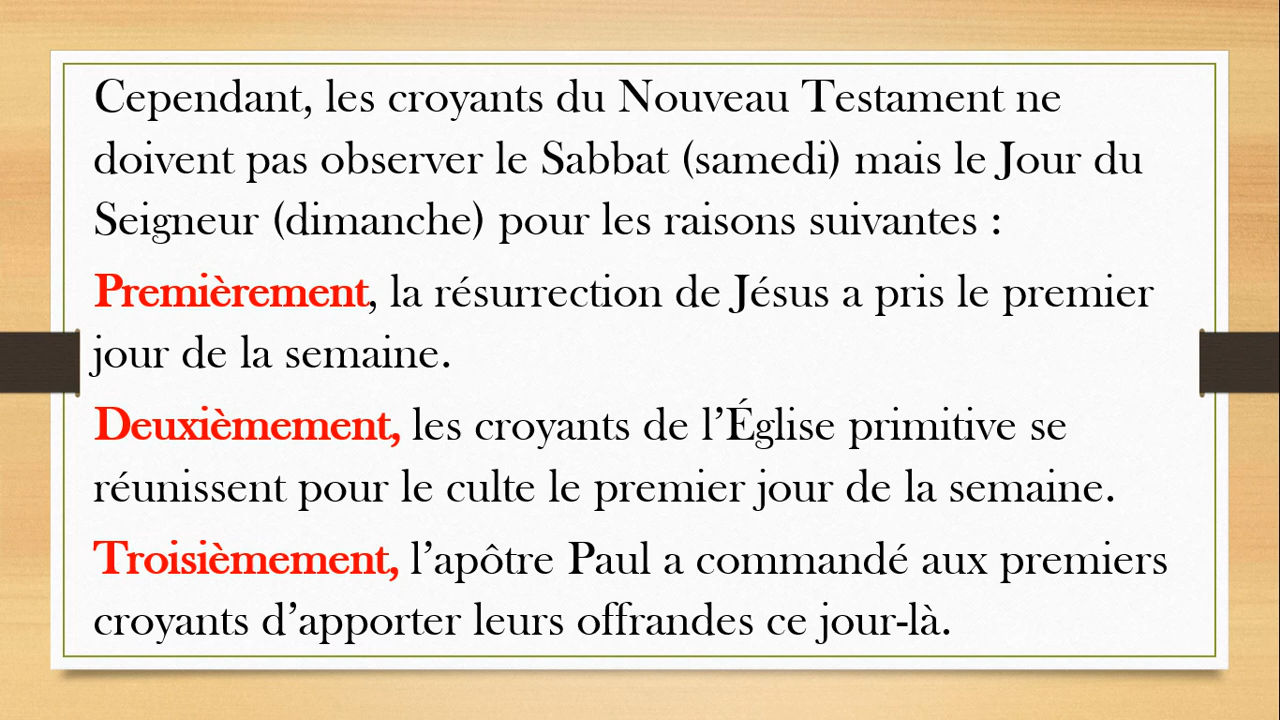 Cependant, les croyants du Nouveau Testament ne
doivent pas observer le Sabbat (samedi) mais le Jour du
Seigneur (dimanche) pour les raisons suivantes :
Premièrement, la résurrection de Jésus a pris le premier
jour de la semaine.
Deuxièmement, les croyants de l’Église primitive se
réunissent pour le culte le premier jour de la semaine.
Troisièmement, l’apôtre Paul a commandé aux premiers
croyants d’apporter leurs offrandes ce jour-là.